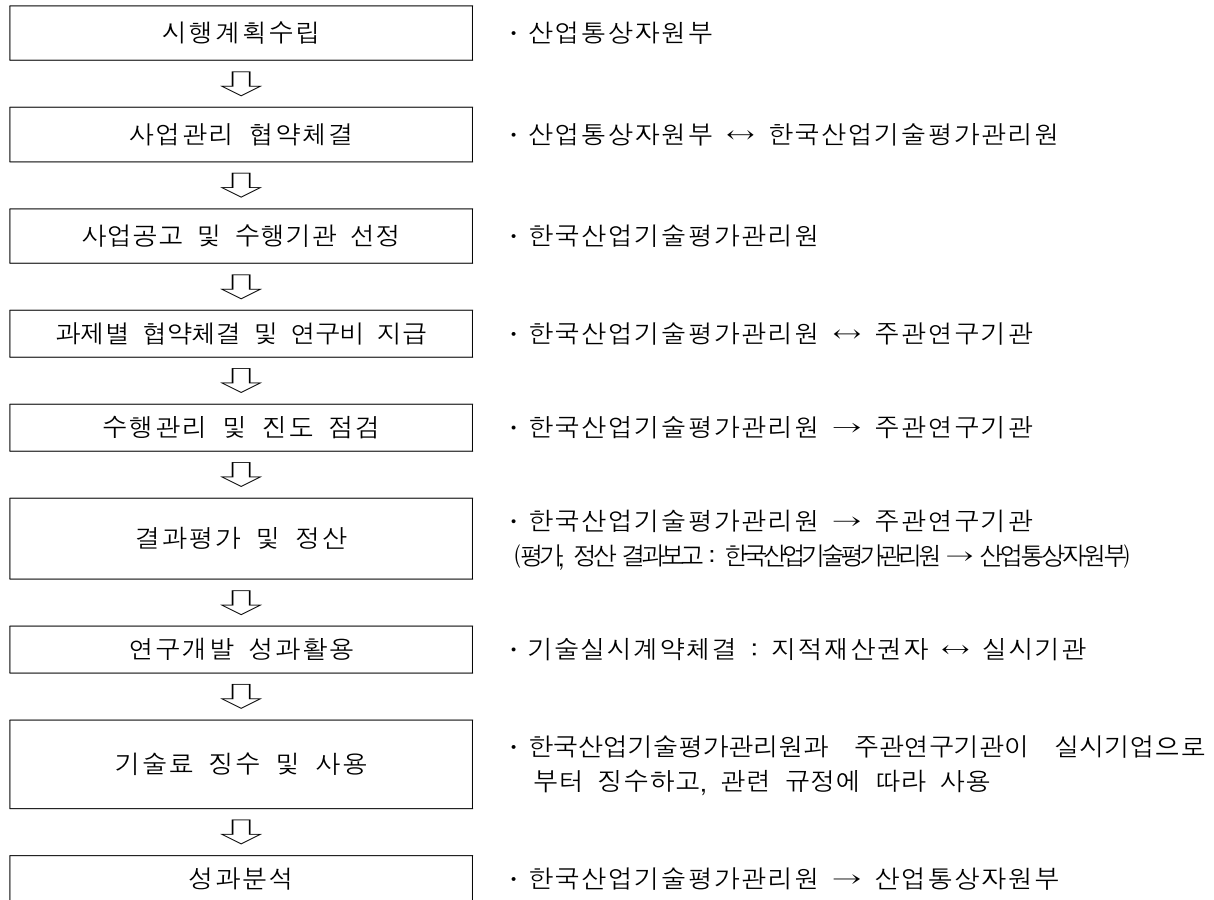 시행계획수립
· 산업통상자원부
사업관리 협약체결
· 산업통상자원부 ↔ 한국산업기술평가관리원
사업공고 및 수행기관 선정
· 한국산업기술평가관리원
과제별 협약체결 및 연구비 지급
· 한국산업기술평가관리원 ↔ 주관연구기관
수행관리 및 진도 점검
· 한국산업기술평가관리원 → 주관연구기관
결과평가 및 정산
· 한국산업기술평가관리원 → 주관연구기관
(평가, 정산 결과보고 : 한국산업기술평가관리원 → 산업통상자원부)
연구개발 성과활용
· 기술실시계약체결 : 지적재산권자 ↔ 실시기관
기술료 징수 및 사용
· 한국산업기술평가관리원과 주관연구기관이 실시기업으로
부터 징수하고, 관련 규정에 따라 사용
성과분석
· 한국산업기술평가관리원 → 산업통상자원부